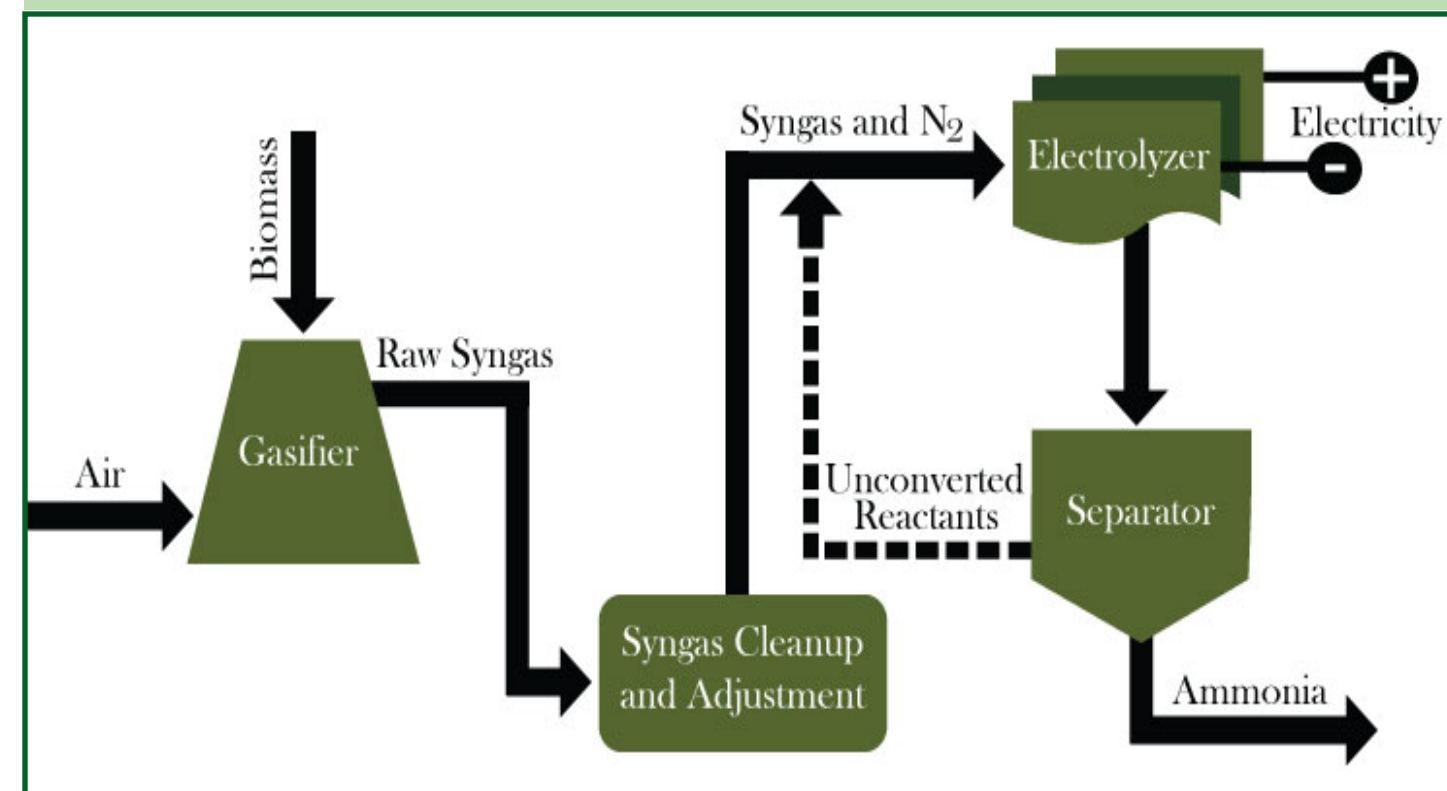 Syngas and N₂
Electrolyzer
+
Electricity
-
Biomass
Raw Syngas
Gasifier
Air
Unconverted
Reactants
Separator
Syngas Cleanup
and Adjustment
Ammonia